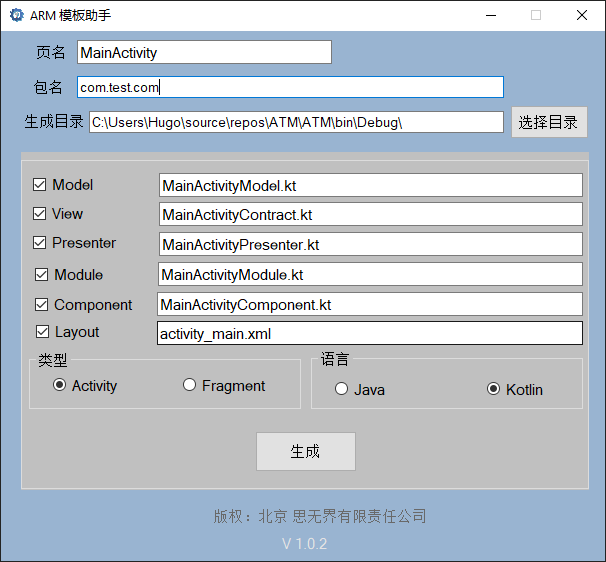 ARM 模板助手
页名 MainActivity
包名 com.test.com
生成目录 C:\Users\Hugo\source\repos\ATM\ATM\bin\Debug\ 选择目录
Model MainActivityModel.kt
View MainActivityContract.kt
Presenter MainActivityPresenter.kt
Module MainActivityModule.kt
Component MainActivityComponent.kt
Layout activity_main.xml
类型 语言
Activity Fragment Java Kotlin
生成
版权：北京 思无界有限责任公司
V 1.0.2